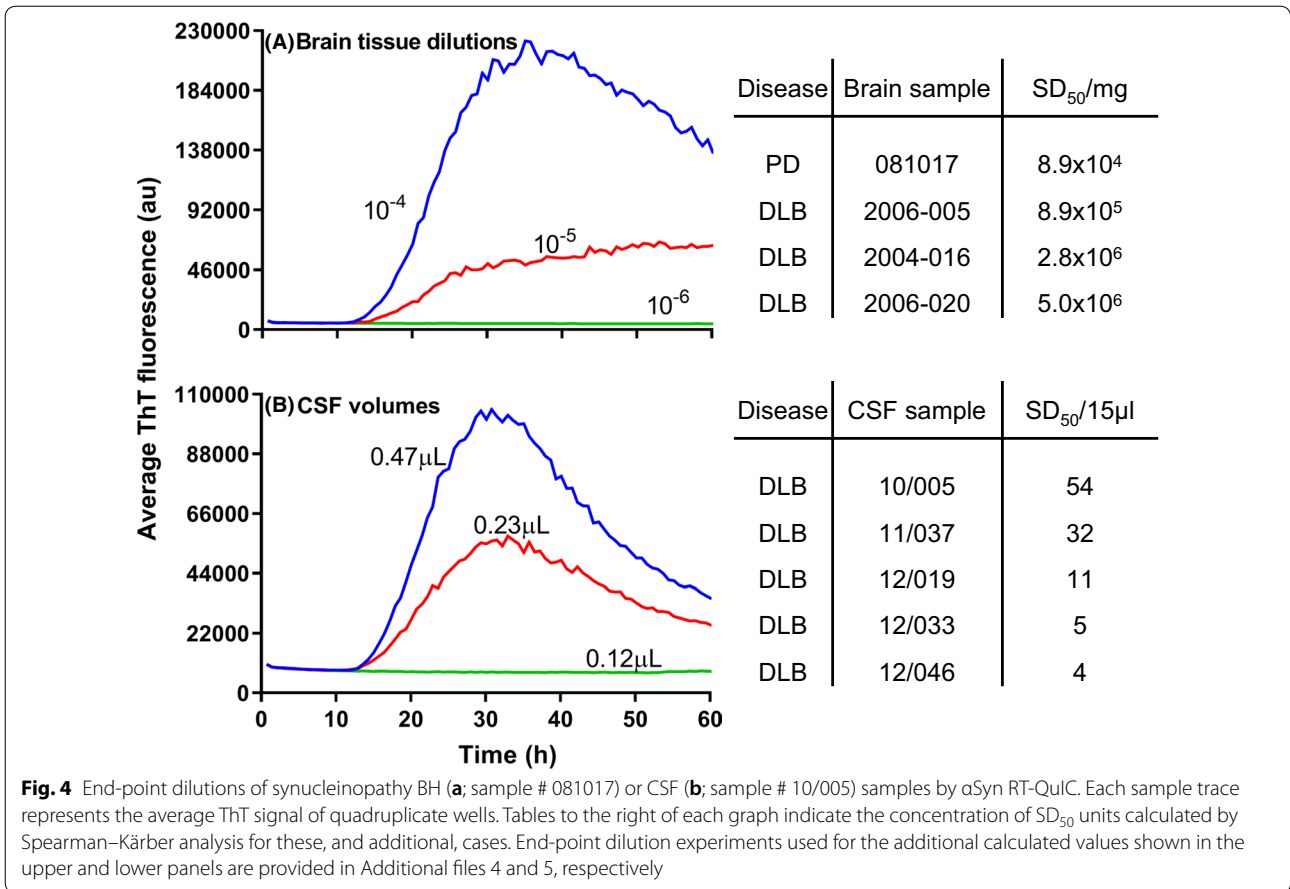 (A) Brain tissue dilutions
Average ThT fluorescence (au)
230000
184000
138000
92000
46000
0
10⁻⁴
10⁻⁵
10⁻⁶
Disease Brain sample SD₅₀/mg
PD 081017 8.9x10⁴
DLB 2006-005 8.9x10⁵
DLB 2004-016 2.8x10⁶
DLB 2006-020 5.0x10⁶
(B) CSF volumes
110000
88000
66000
44000
22000
0
0.47μL
0.23μL
0.12μL
0 10 20 30 40 50 60
Time (h)
Disease CSF sample SD₅₀/15μl
DLB 10/005 54
DLB 11/037 32
DLB 12/019 11
DLB 12/033 5
DLB 12/046 4
Fig. 4 End-point dilutions of synucleinopathy BH (a; sample # 081017) or CSF (b; sample # 10/005) samples by αSyn RT-QuIC. Each sample trace
represents the average ThT signal of quadruplicate wells. Tables to the right of each graph indicate the concentration of SD₅₀ units calculated by
Spearman–Kärber analysis for these, and additional, cases. End-point dilution experiments used for the additional calculated values shown in the
upper and lower panels are provided in Additional files 4 and 5, respectively